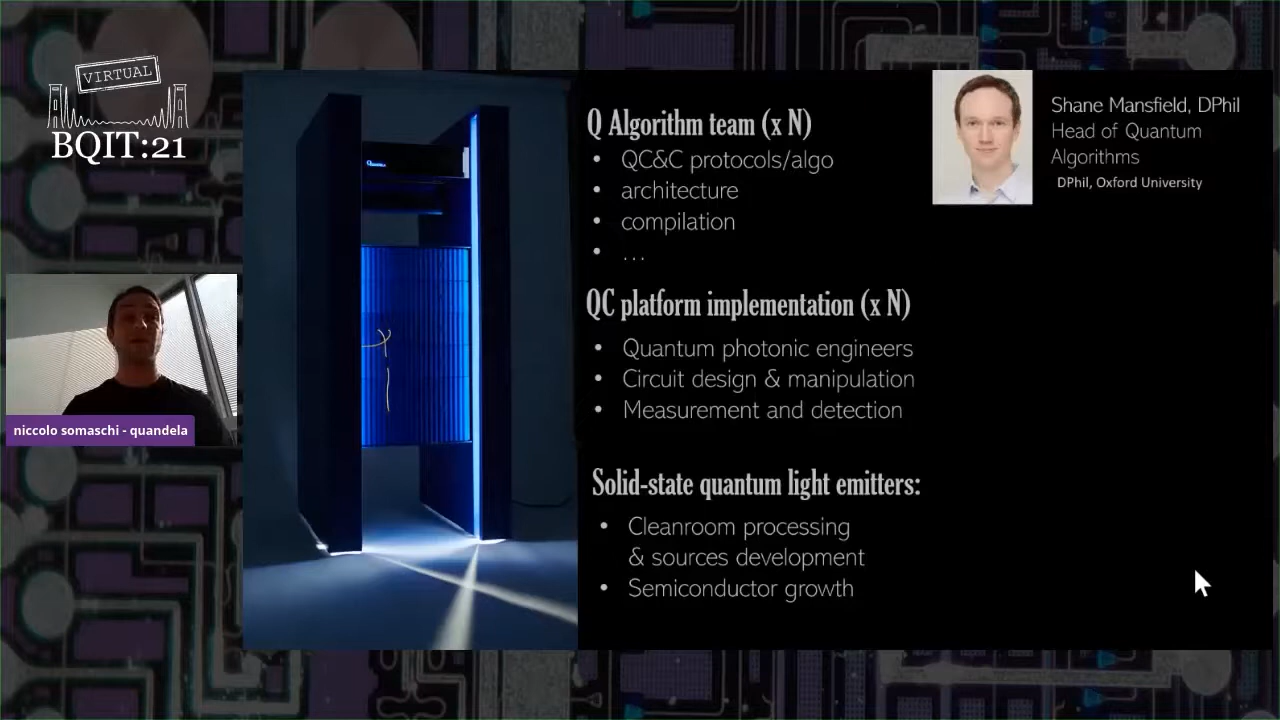 VIRTUAL
BQIT:21
niccolo somaschi - quandela
Q Algorithm team (x N)
• QC&C protocols/algo
• architecture
• compilation
• ...
QC platform implementation (x N)
• Quantum photonic engineers
• Circuit design & manipulation
• Measurement and detection
Solid-state quantum light emitters:
• Cleanroom processing
& sources development
• Semiconductor growth
Shane Mansfield, DPhil
Head of Quantum
Algorithms
DPhil, Oxford University